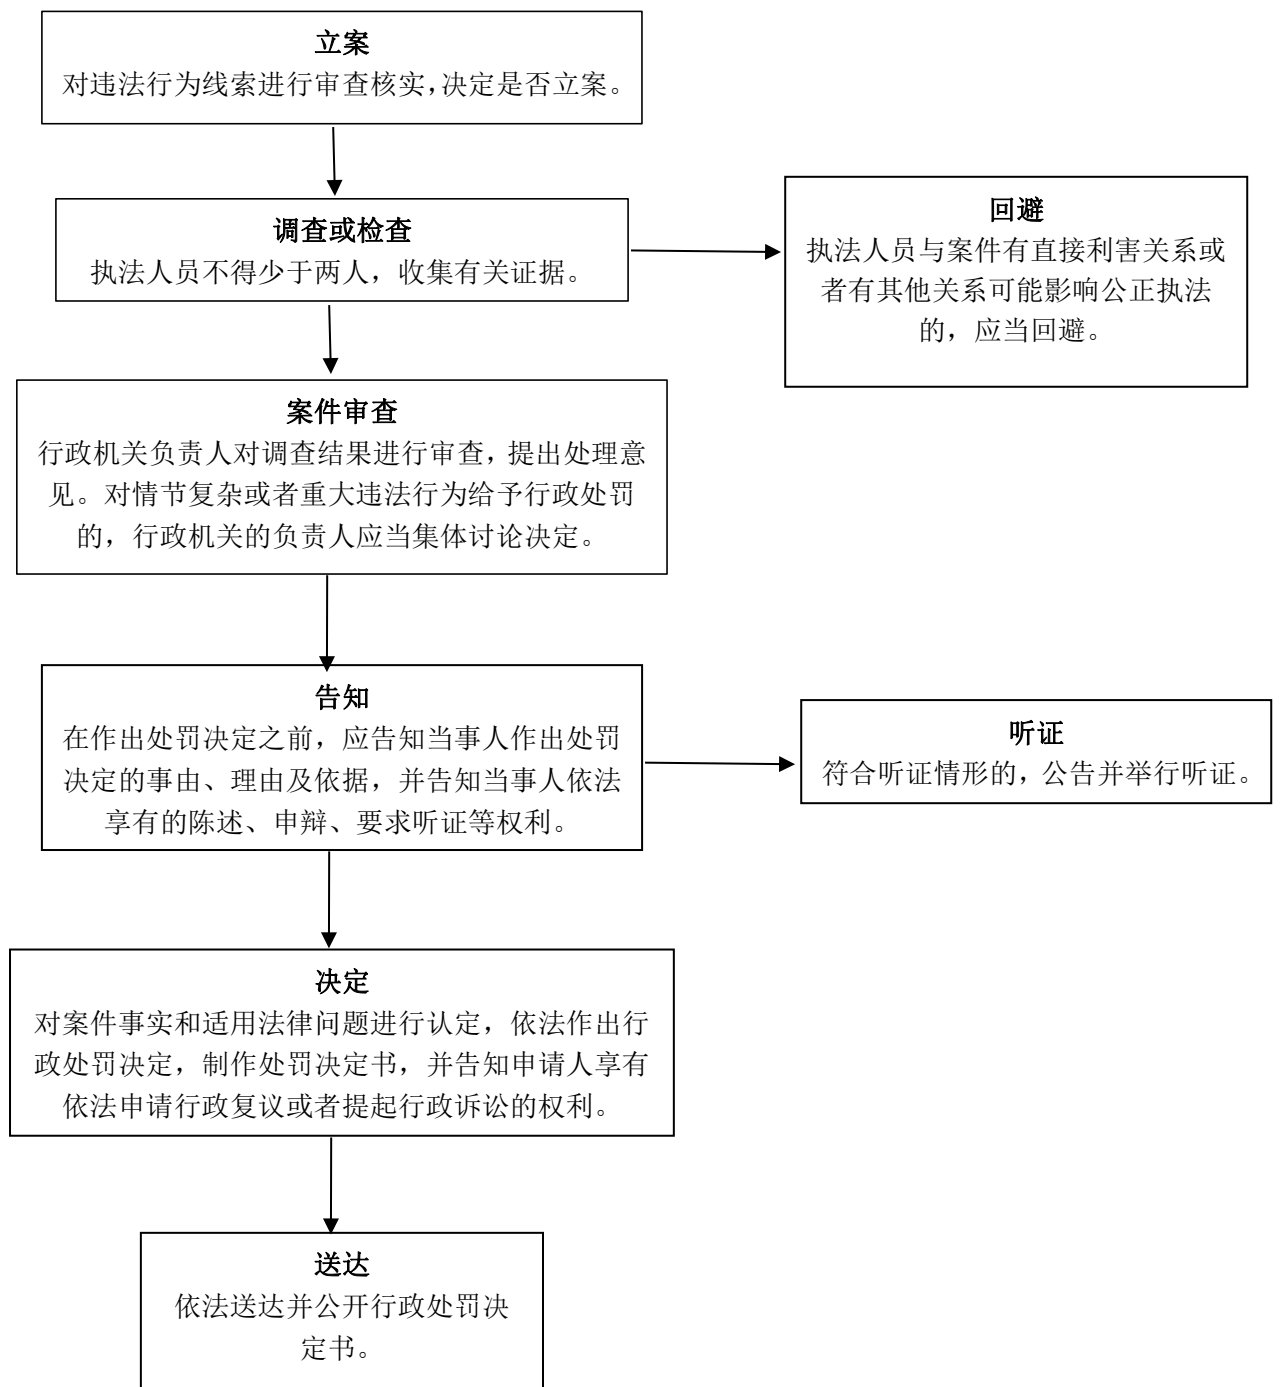 立案
对违法行为线索进行审查核实,决定是否立案。
调查或检查
执法人员不得少于两人，收集有关证据。
回避
执法人员与案件有直接利害关系或
者有其他关系可能影响公正执法
的，应当回避。
案件审查
行政机关负责人对调查结果进行审查,提出处理意
见。对情节复杂或者重大违法行为给予行政处罚
的，行政机关的负责人应当集体讨论决定。
告知
在作出处罚决定之前，应告知当事人作出处罚
决定的事由、理由及依据，并告知当事人依法
享有的陈述、申辩、要求听证等权利。
听证
符合听证情形的,公告并举行听证。
决定
对案件事实和适用法律问题进行认定，依法作出行
政处罚决定，制作处罚决定书，并告知申请人享有
依法申请行政复议或者提起行政诉讼的权利。
送达
依法送达并公开行政处罚决
定书。